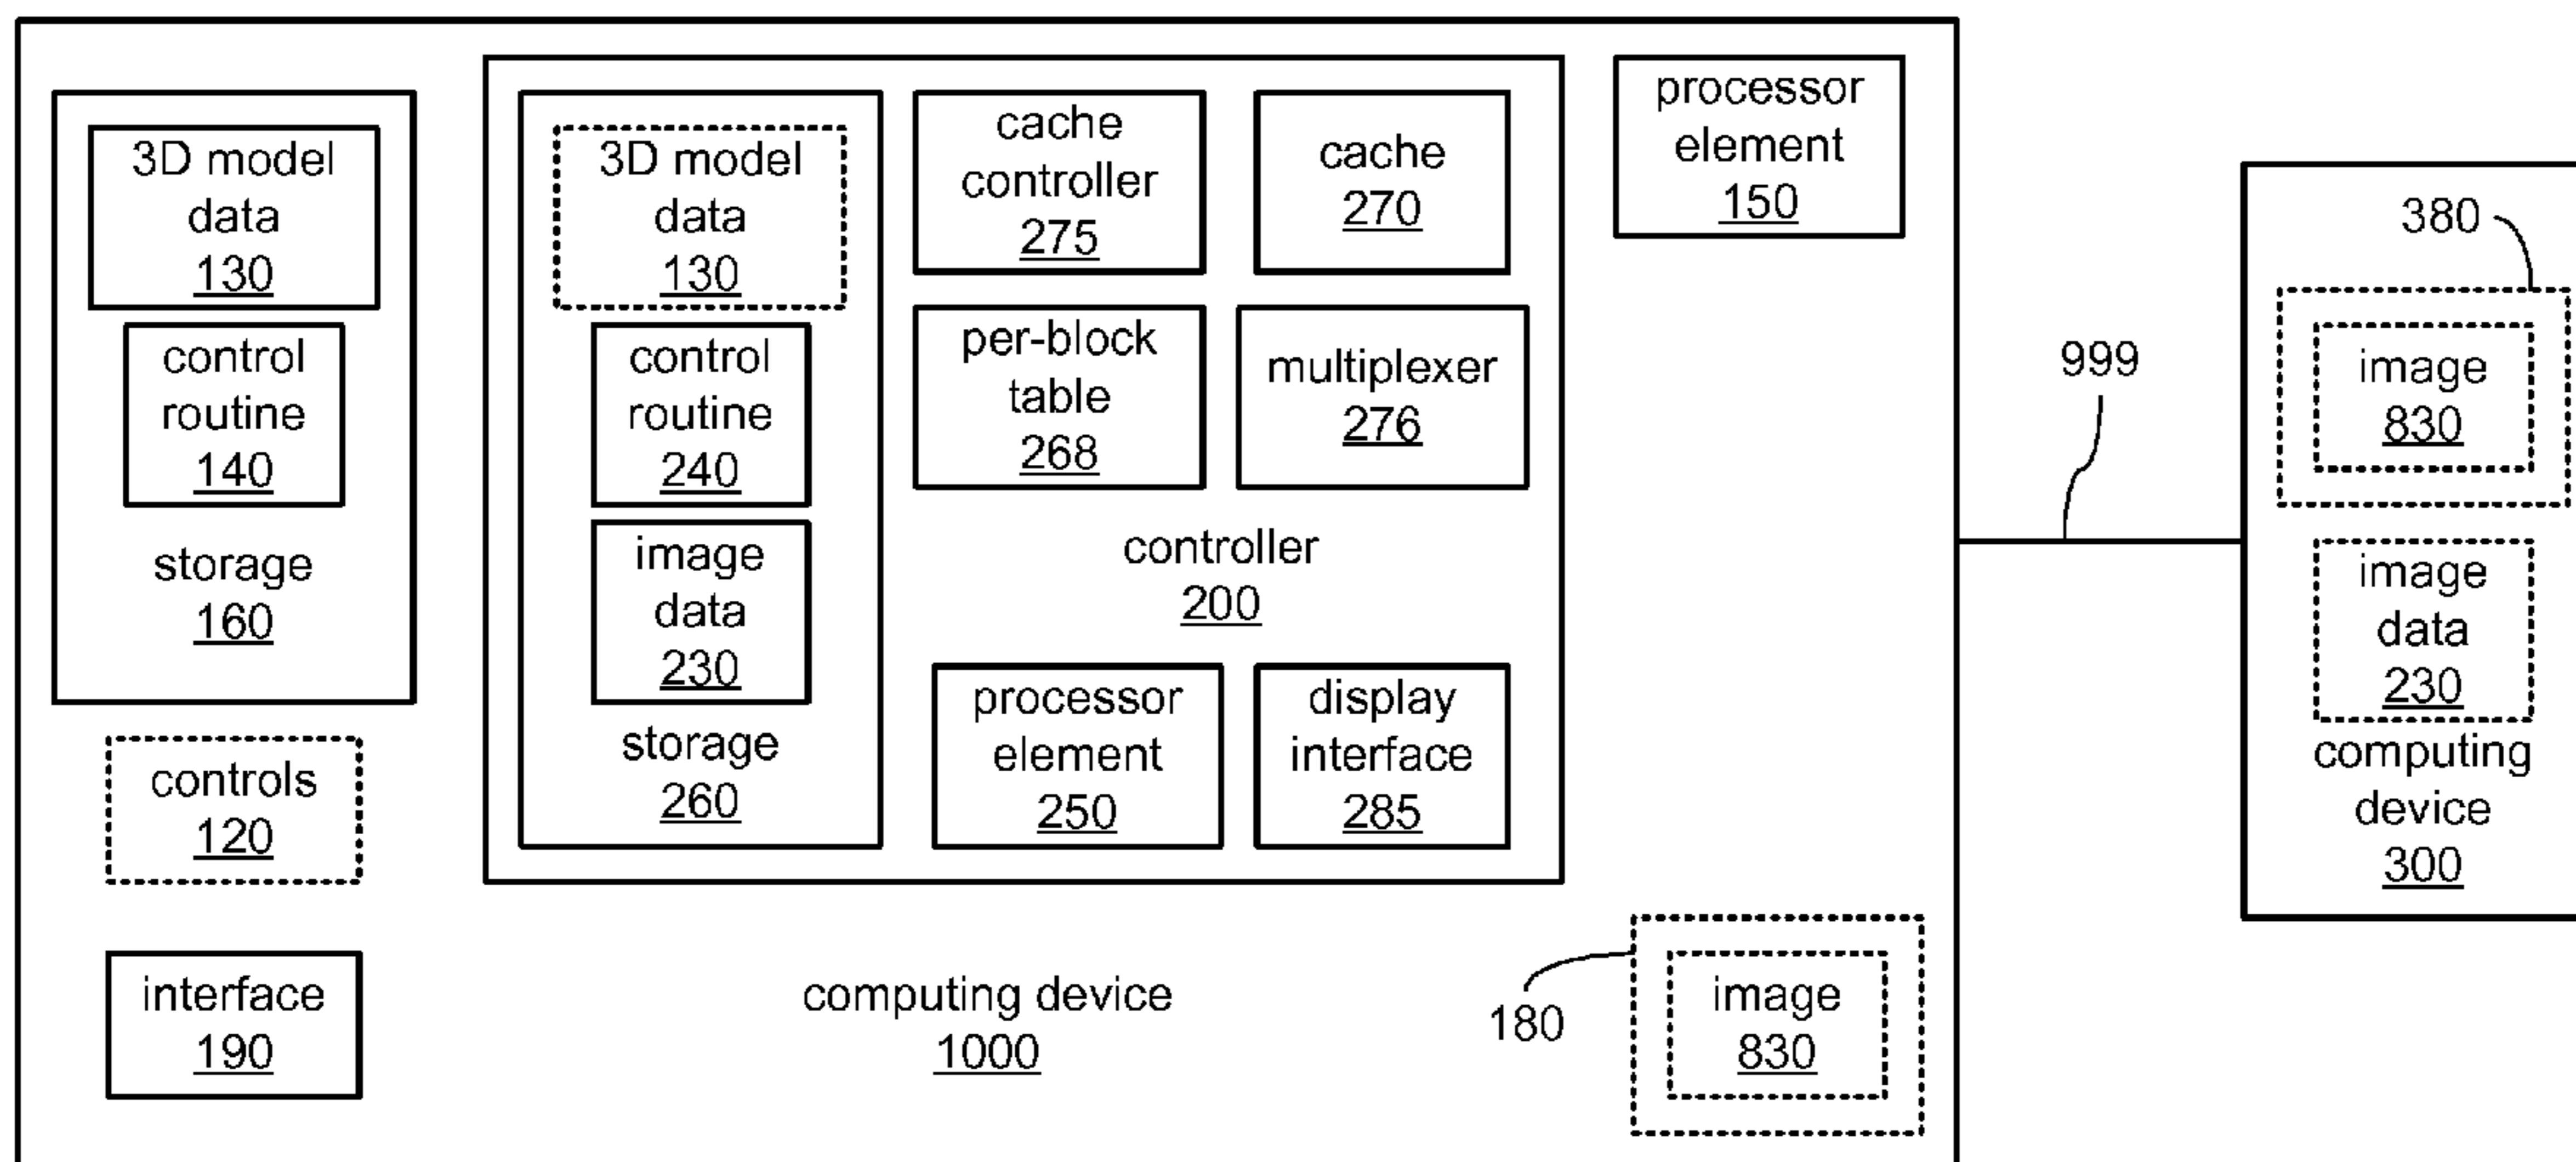 3D model
data
130
control
routine
140
storage
160
controls
120
interface
190
3D model
data
130
control
routine
240
image
data
230
storage
260
cache
controller
275
cache
270
per-block
table
268
multiplexer
276
controller
200
processor
element
250
display
interface
285
processor
element
150
computing device
1000
180
image
830
999
380
image
830
image
data
230
computing
device
300